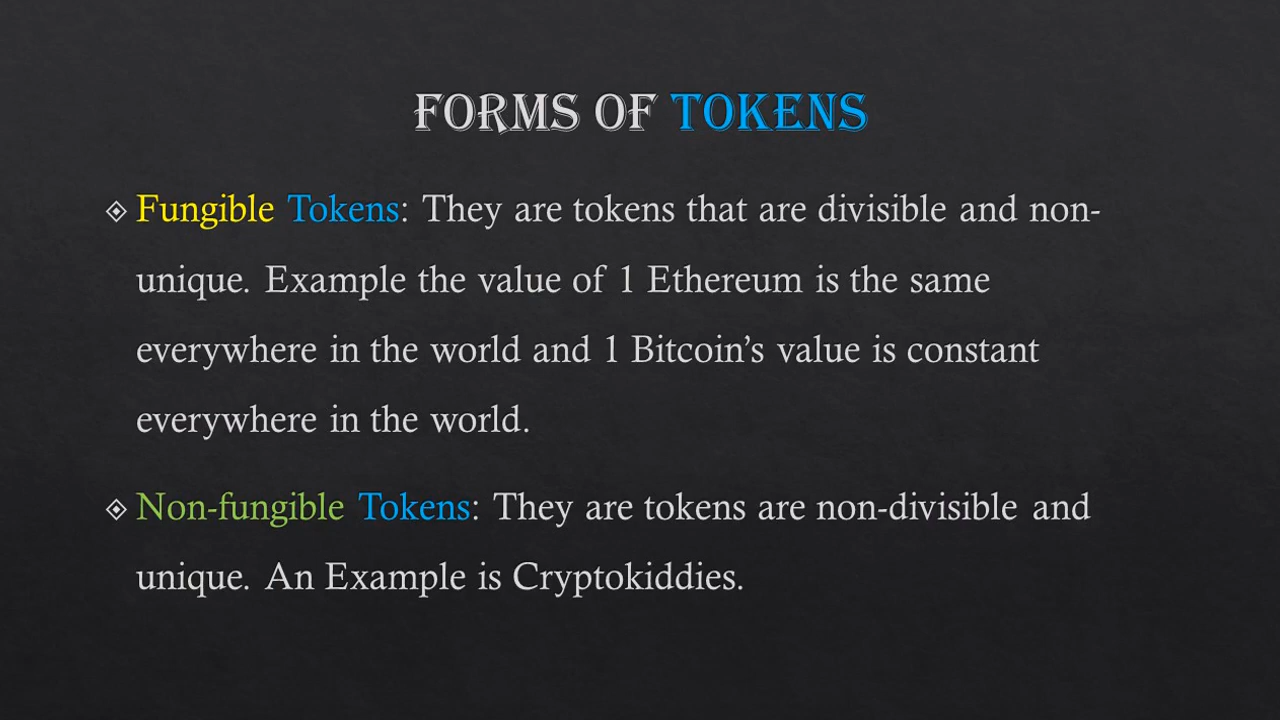 FORMS OF TOKENS
Fungible Tokens: They are tokens that are divisible and non-
unique. Example the value of 1 Ethereum is the same
everywhere in the world and 1 Bitcoin’s value is constant
everywhere in the world.
Non-fungible Tokens: They are tokens are non-divisible and
unique. An Example is Cryptokiddies.